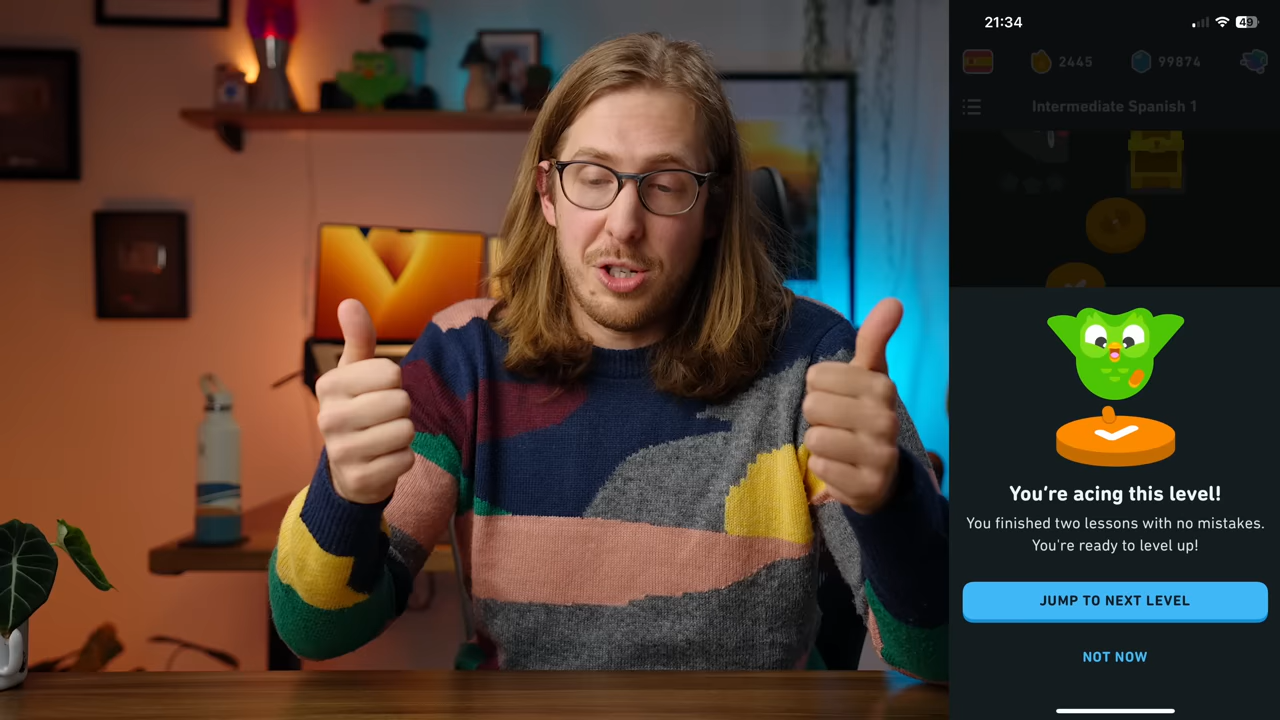 21:34
49
2445
99874
Intermediate Spanish 1
You're acing this level!
You finished two lessons with no mistakes.
You're ready to level up!
JUMP TO NEXT LEVEL
NOT NOW